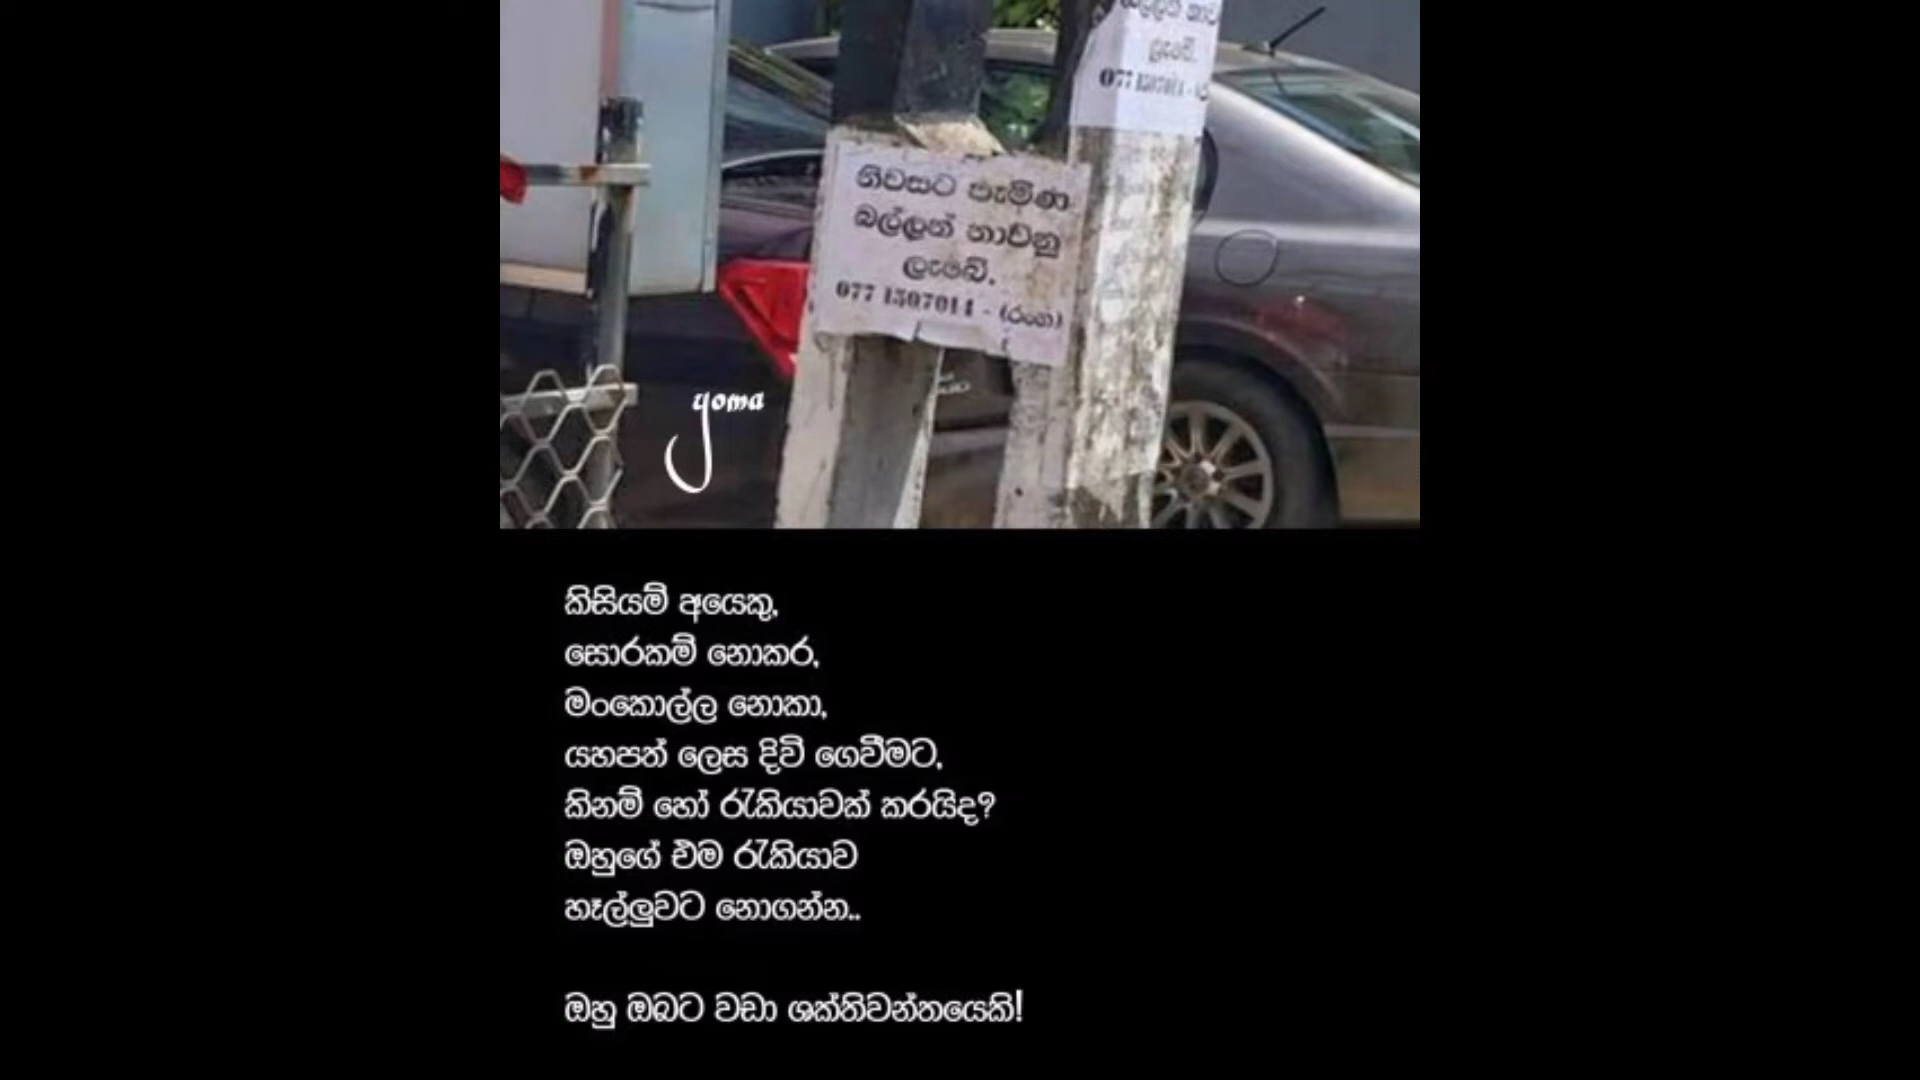 ලැබේ.
නිවසට පැමිණ
බල්ලන් නාවනු
ලැබේ.
077 1507014 - (රංග)
yoma
කිසියම් අයෙකු,
සොරකම් නොකර,
මංකොල්ල නොකා,
යහපත් ලෙස දිවි ගෙවීමට,
කිනම් හෝ රැකියාවක් කරයිද?
ඔහුගේ එම රැකියාව
හෑල්ලුවට නොගන්න..
ඔහු ඔබට වඩා ශක්තිවන්තයෙකි!